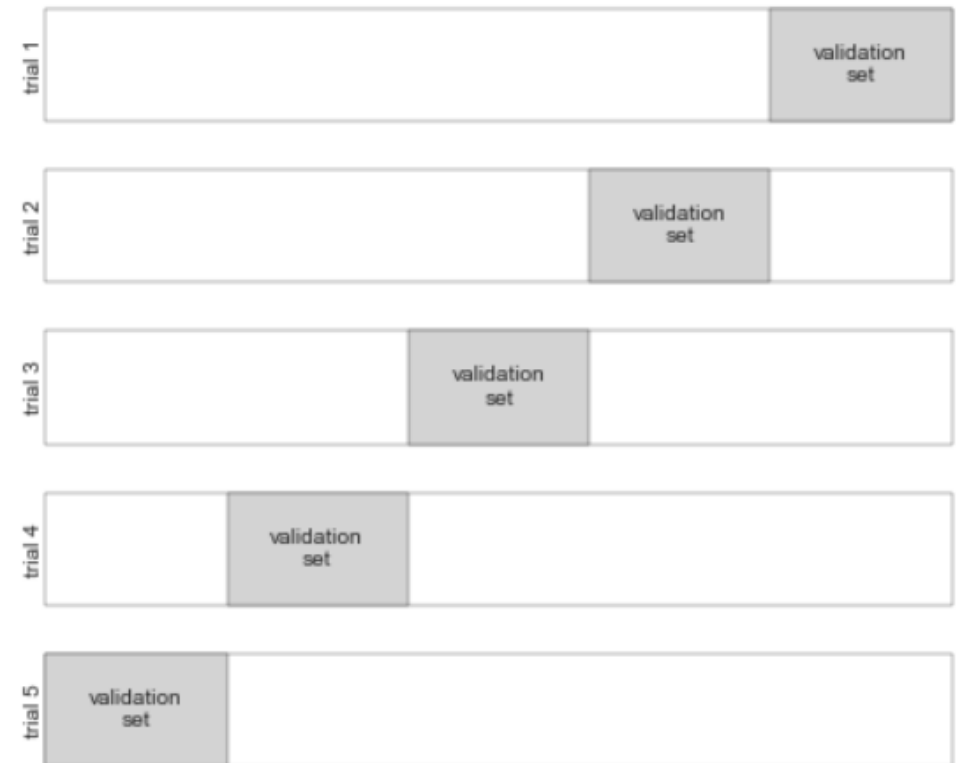 trial 1
validation
set
trial 2
validation
set
trial 3
validation
set
trial 4
validation
set
trial 5
validation
set